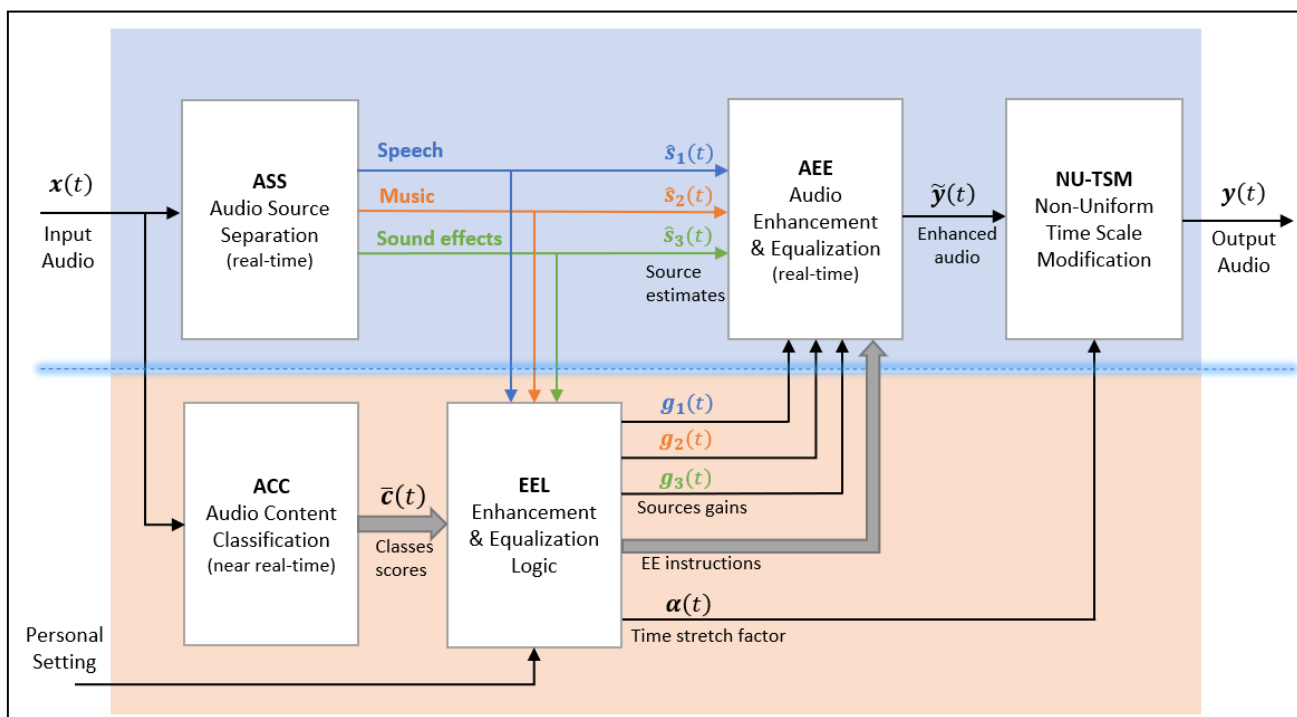 x(t)
Input
Audio
ASS
Audio Source
Separation
(real-time)
Speech
Music
Sound effects
ŝ₁(t)
ŝ₂(t)
ŝ₃(t)
Source
estimates
AEE
Audio
Enhancement
& Equalization
(real-time)
ỹ(t)
Enhanced
audio
NU-TSM
Non-Uniform
Time Scale
Modification
y(t)
Output
Audio
ACC
Audio Content
Classification
(near real-time)
c̄(t)
Classes
scores
EEL
Enhancement
& Equalization
Logic
g₁(t)
g₂(t)
g₃(t)
Sources gains
EE instructions
α(t)
Time stretch factor
Personal
Setting